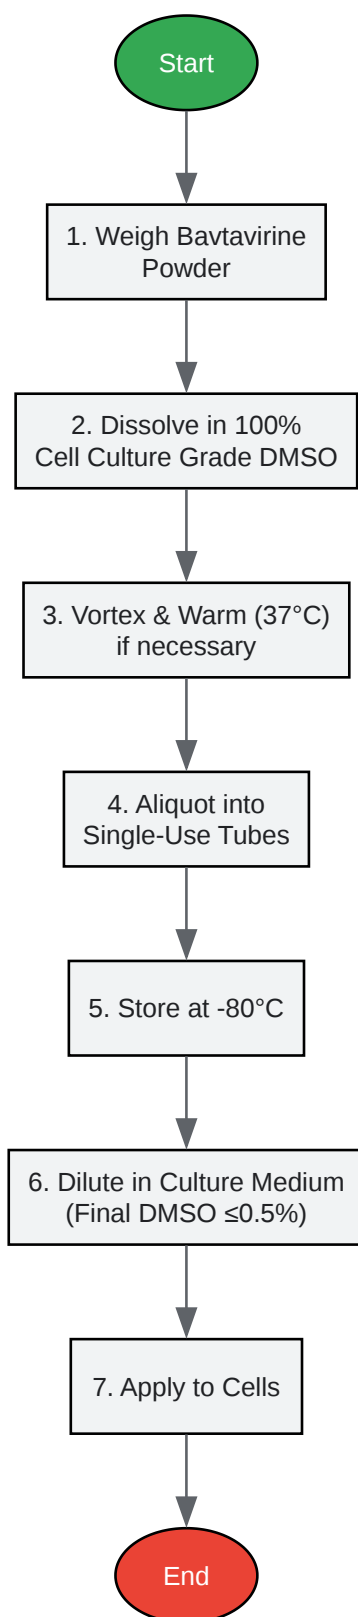 Start
1. Weigh Bavtavirine
Powder
2. Dissolve in 100%
Cell Culture Grade DMSO
3. Vortex & Warm (37°C)
if necessary
4. Aliquot into
Single-Use Tubes
5. Store at -80°C
6. Dilute in Culture Medium
(Final DMSO ≤0.5%)
7. Apply to Cells
End